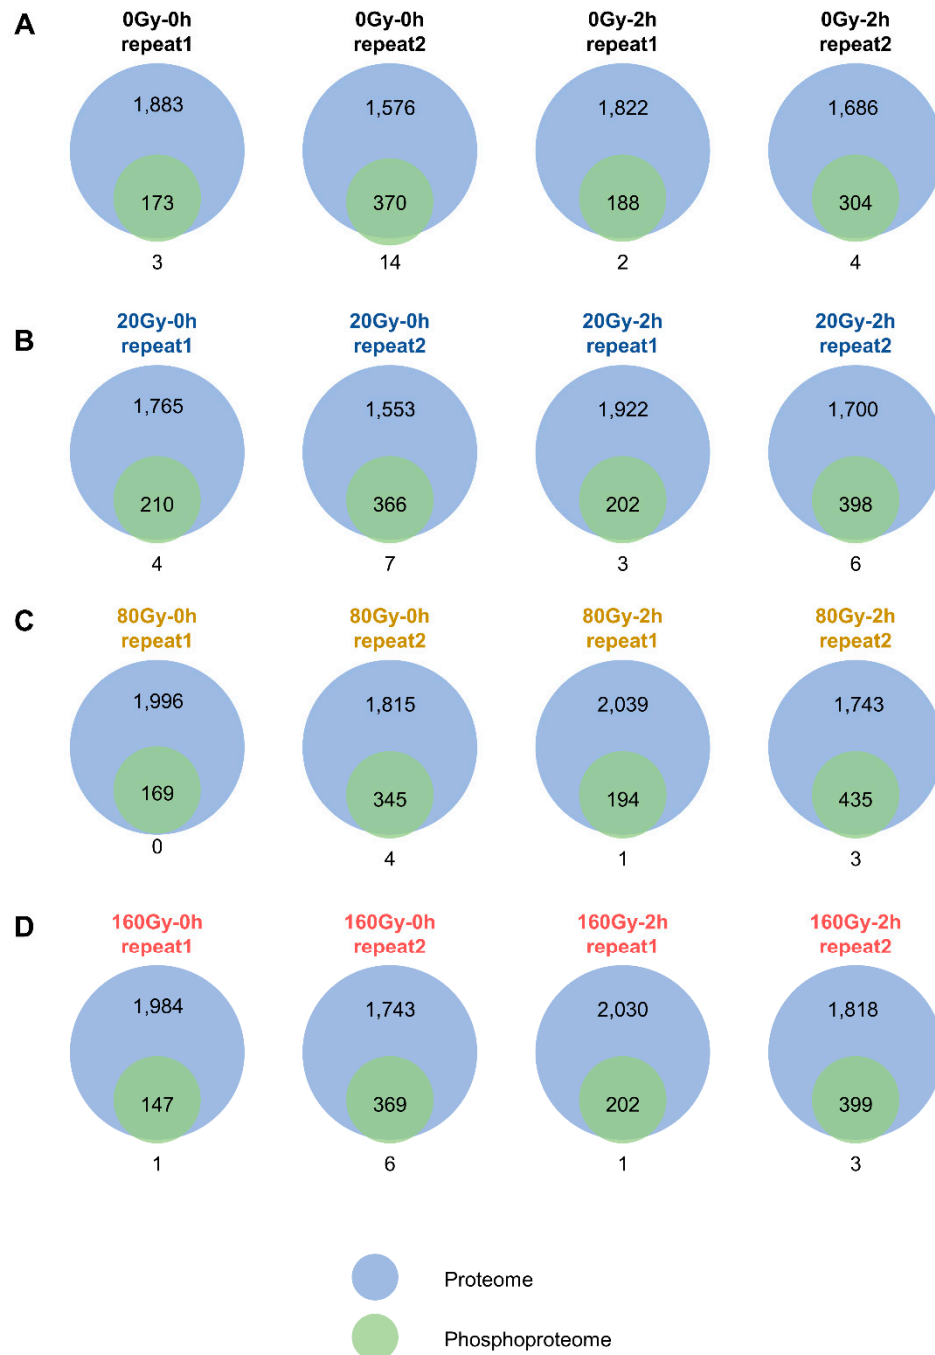 A
0Gy-0h
repeat1
0Gy-0h
repeat2
0Gy-2h
repeat1
0Gy-2h
repeat2
1,883
1,576
1,822
1,686
173
370
188
304
3
14
2
4
B
20Gy-0h
repeat1
20Gy-0h
repeat2
20Gy-2h
repeat1
20Gy-2h
repeat2
1,765
1,553
1,922
1,700
210
366
202
398
4
7
3
6
C
80Gy-0h
repeat1
80Gy-0h
repeat2
80Gy-2h
repeat1
80Gy-2h
repeat2
1,996
1,815
2,039
1,743
169
345
194
435
0
4
1
3
D
160Gy-0h
repeat1
160Gy-0h
repeat2
160Gy-2h
repeat1
160Gy-2h
repeat2
1,984
1,743
2,030
1,818
147
369
202
399
1
6
1
3
Proteome
Phosphoproteome